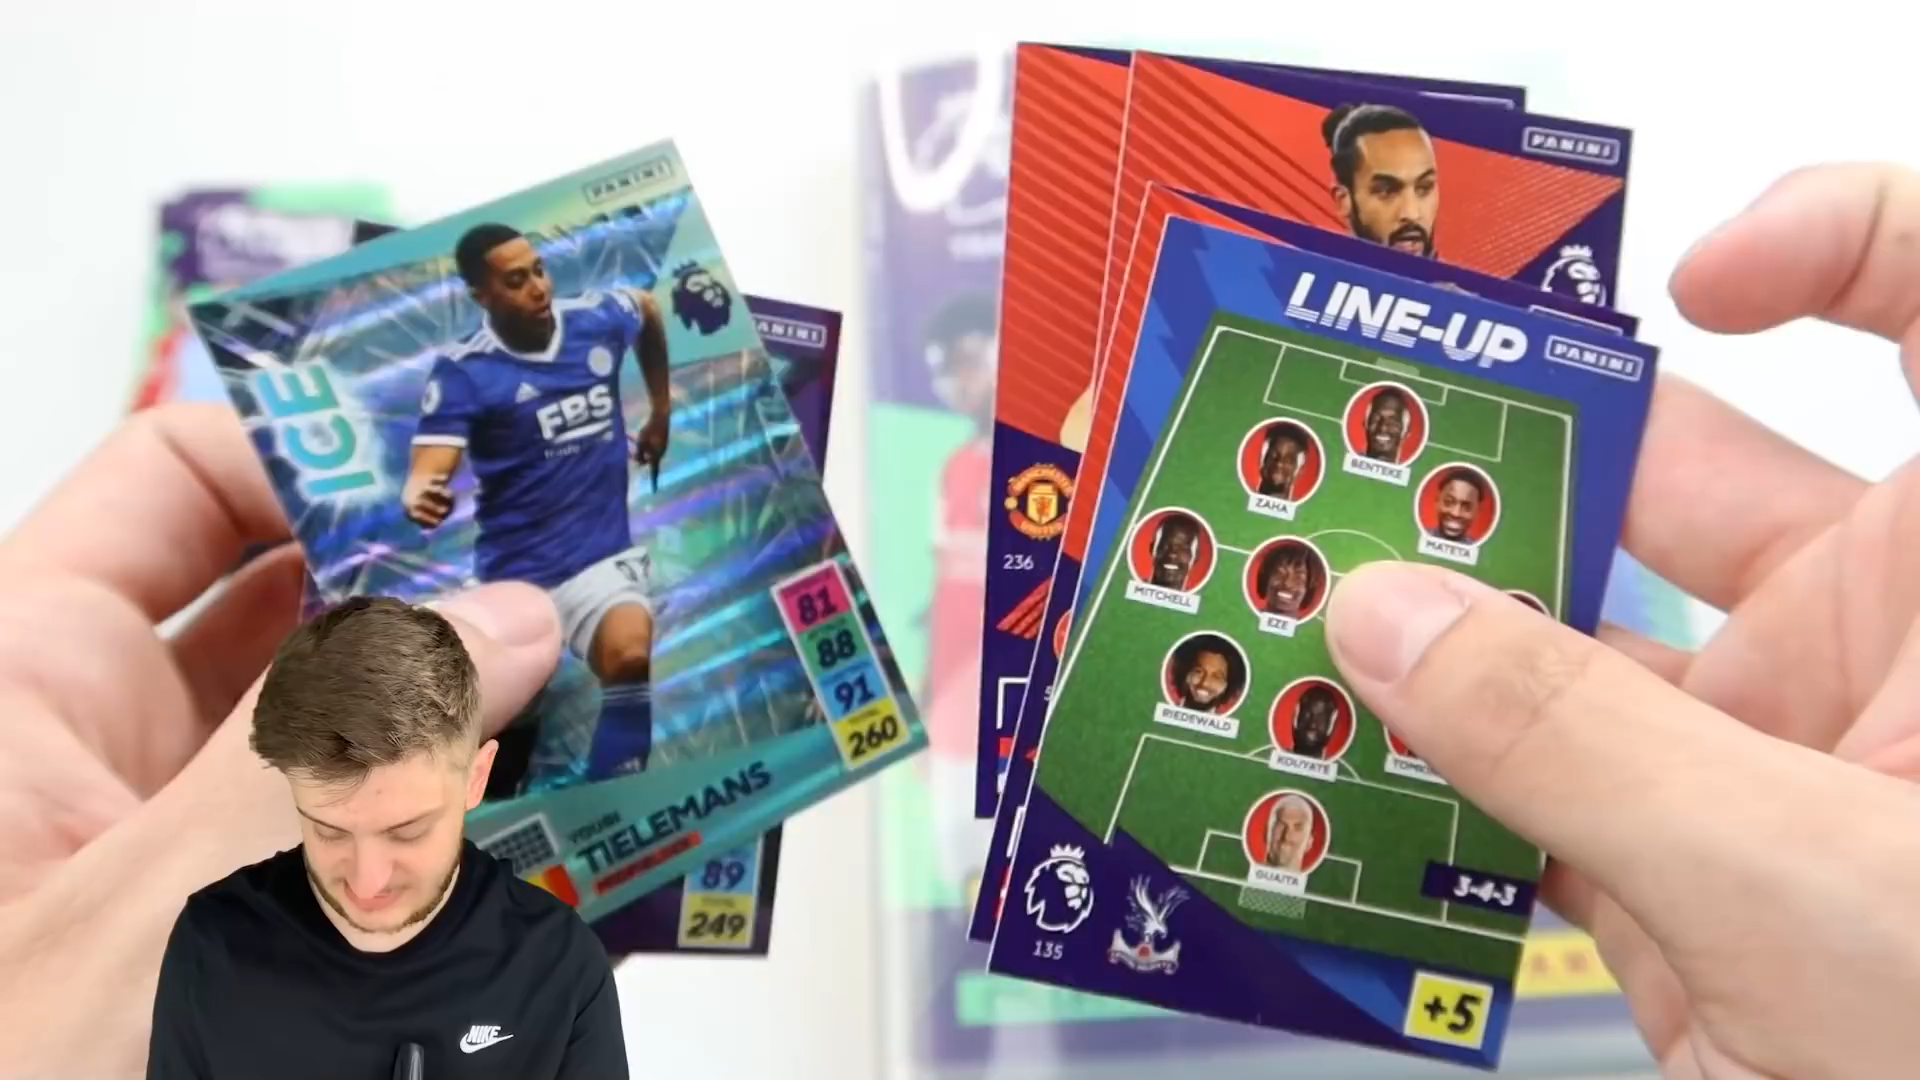 PANINI
ICE
FBS
PANINI
81
88
91
260
YOURI
TIELEMANS
MIDFIELDER
89
249
NIKE
PANINI
236
LINE-UP
PANINI
BENTEKE
ZAHA
MATETA
MITCHELL
EZE
RIEDEWALD
KOUYATE
GUAITA
3-4-3
135
+5